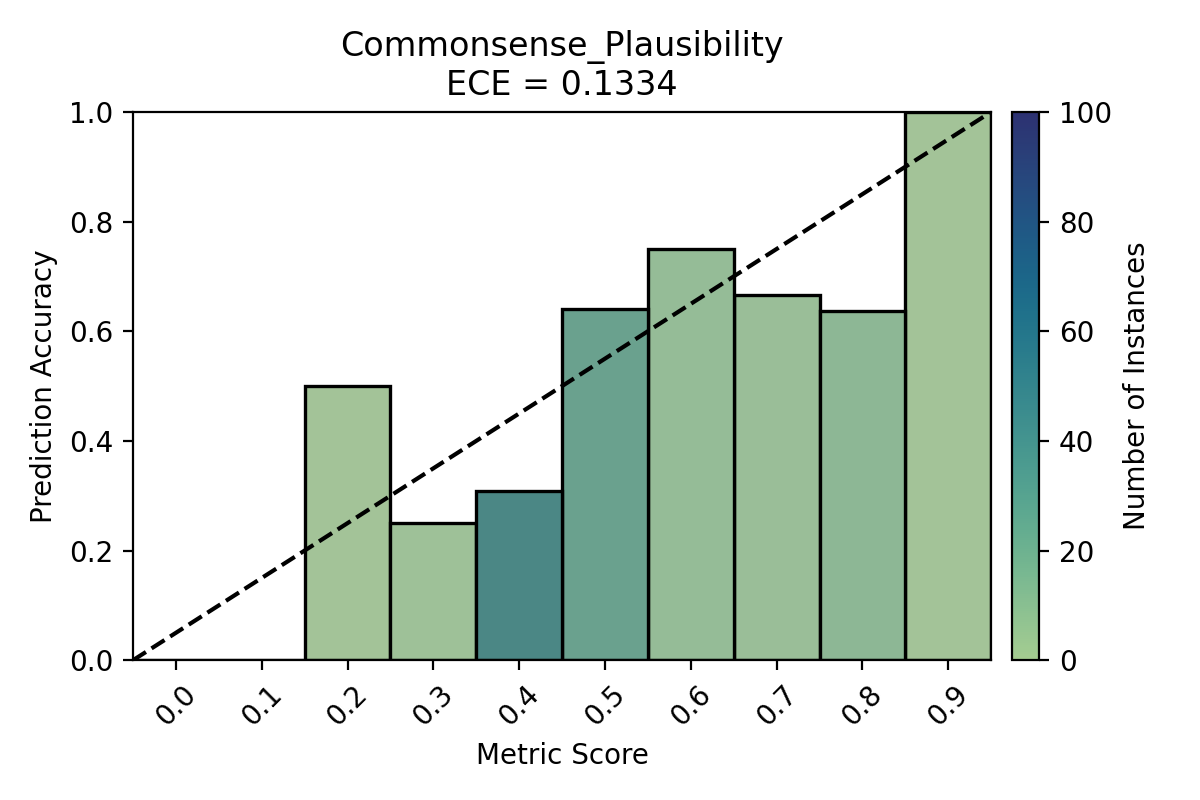 Commonsense_Plausibility
ECE = 0.1334
1.0
0.8
0.6
0.4
0.2
0.0
Prediction Accuracy
0.0 0.1 0.2 0.3 0.4 0.5 0.6 0.7 0.8 0.9
Metric Score
100
80
60
40
20
0
Number of Instances